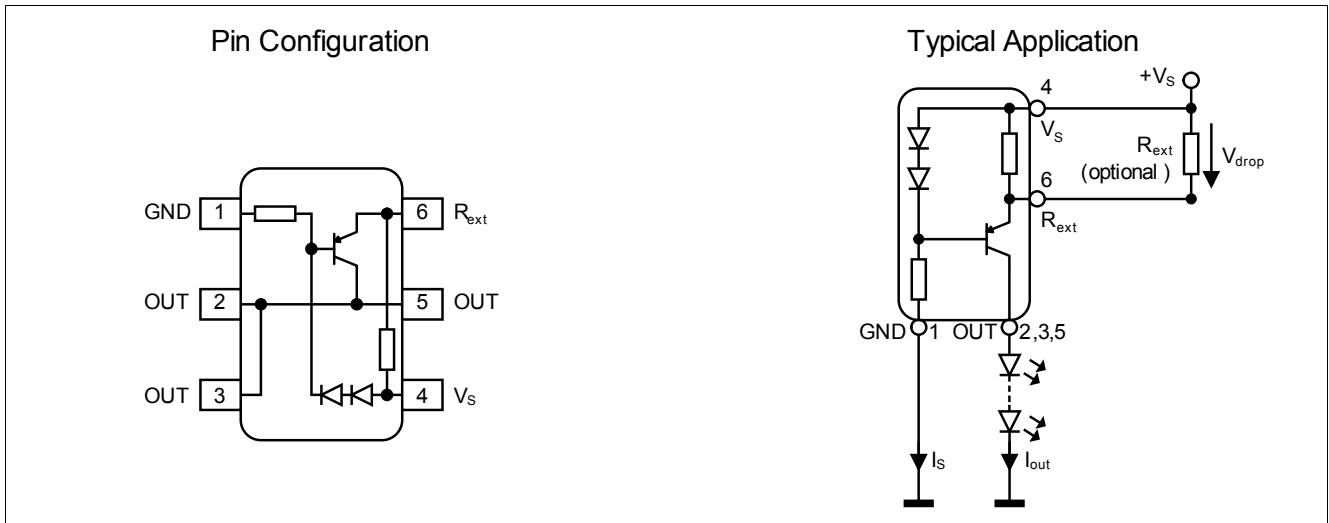 Pin Configuration
GND 1
6 Rext
OUT 2
5 OUT
OUT 3
4 VS
Typical Application
+VS
4
VS
Rext
(optional )
Vdrop
6
Rext
GND 1
OUT 2,3,5
IS
Iout